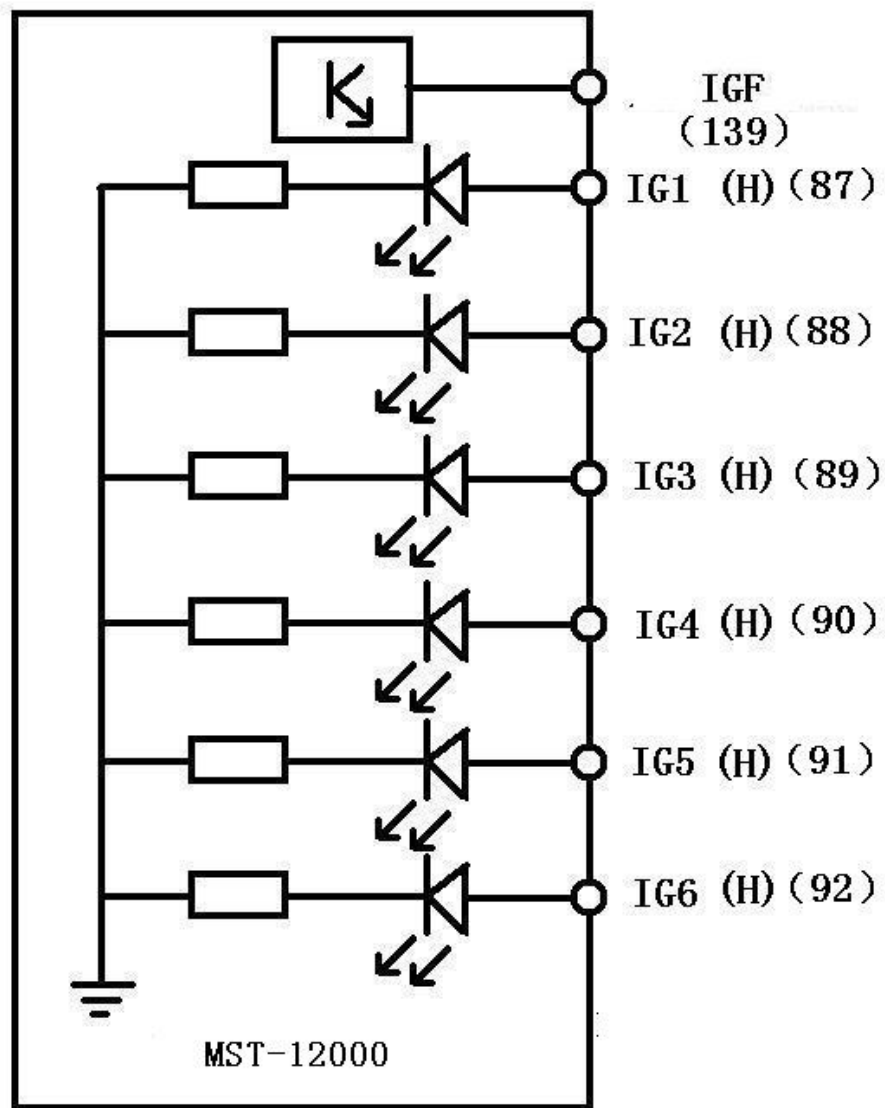 IGF
（139）
IG1 (H)（87）
IG2 (H)（88）
IG3 (H)（89）
IG4 (H)（90）
IG5 (H)（91）
IG6 (H)（92）
MST-12000